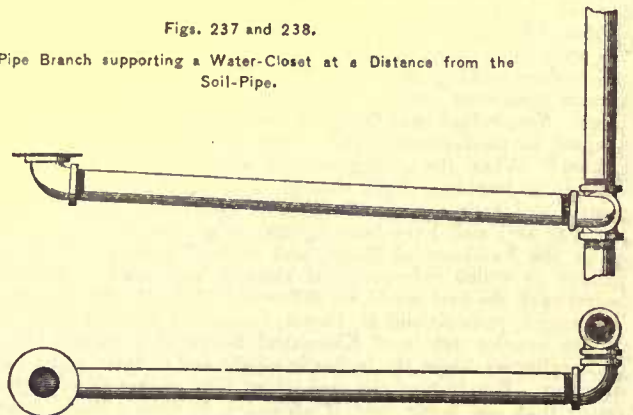 Figs. 237 and 238.
Pipe Branch supporting a Water-Closet at a Distance from the
Soil-Pipe.